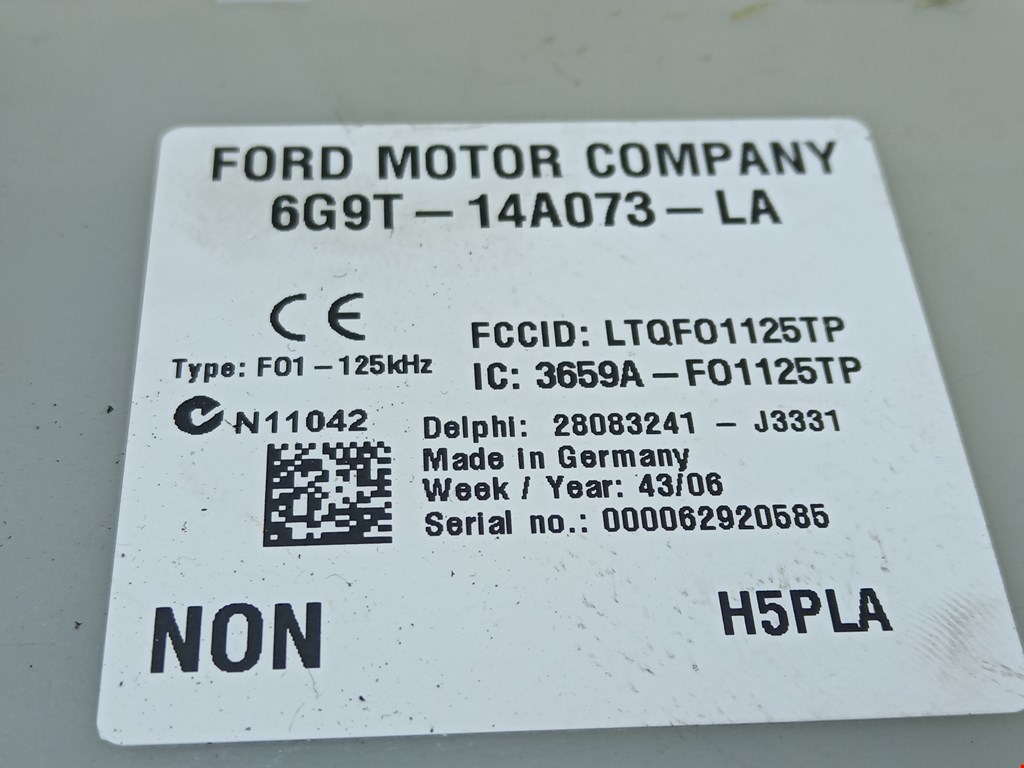 FORD MOTOR COMPANY
6G9T-14A073-LA
CE
FCCID: LTQF01125TP
Type: F01-125kHz
IC: 3659A-F01125TP
N11042
Delphi: 28083241 - J3331
Made in Germany
Week / Year: 43/06
Serial no.: 000062920585
NON
H5PLA